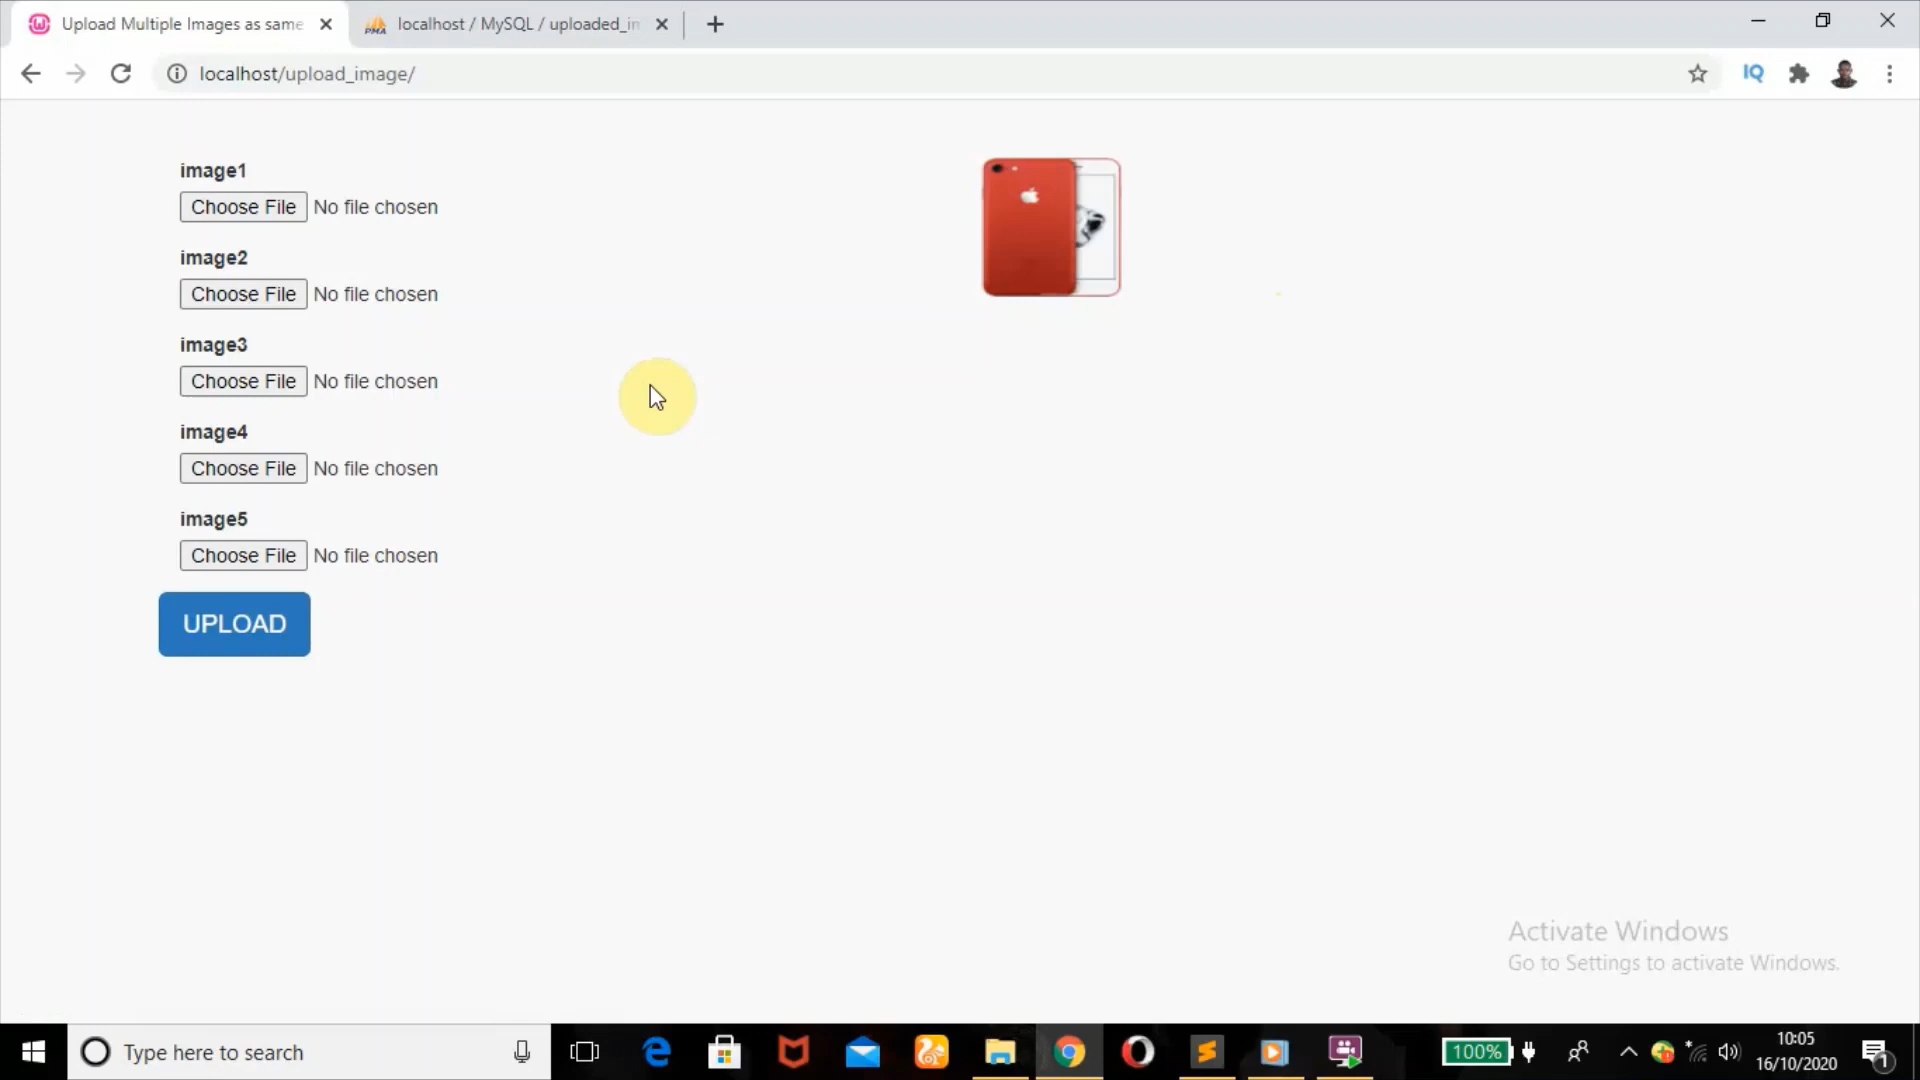 Upload Multiple Images as same
localhost / MySQL / uploaded_in
localhost/upload_image/
IQ
image1
Choose File No file chosen
image2
Choose File No file chosen
image3
Choose File No file chosen
image4
Choose File No file chosen
image5
Choose File No file chosen
UPLOAD
Activate Windows
Go to Settings to activate Windows.
Type here to search
100%
10:05
16/10/2020
1